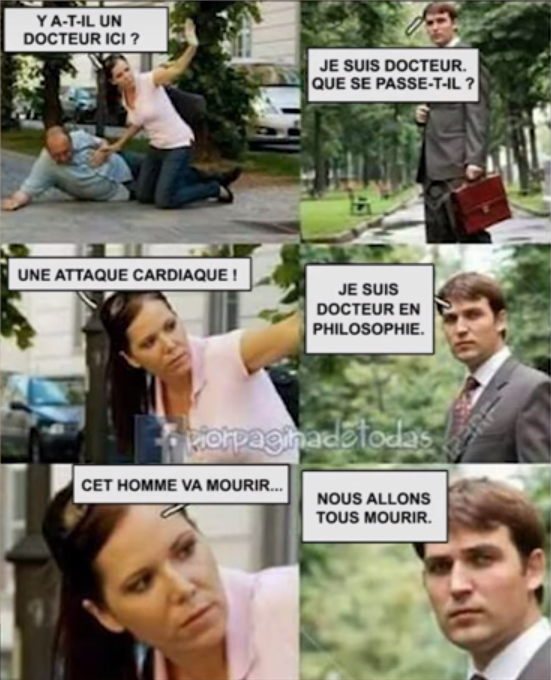 Y A-T-IL UN
DOCTEUR ICI ?
JE SUIS DOCTEUR.
QUE SE PASSE-T-IL ?
UNE ATTAQUE CARDIAQUE !
JE SUIS
DOCTEUR EN
PHILOSOPHIE.
piorpaginadetodas
CET HOMME VA MOURIR...
NOUS ALLONS
TOUS MOURIR.